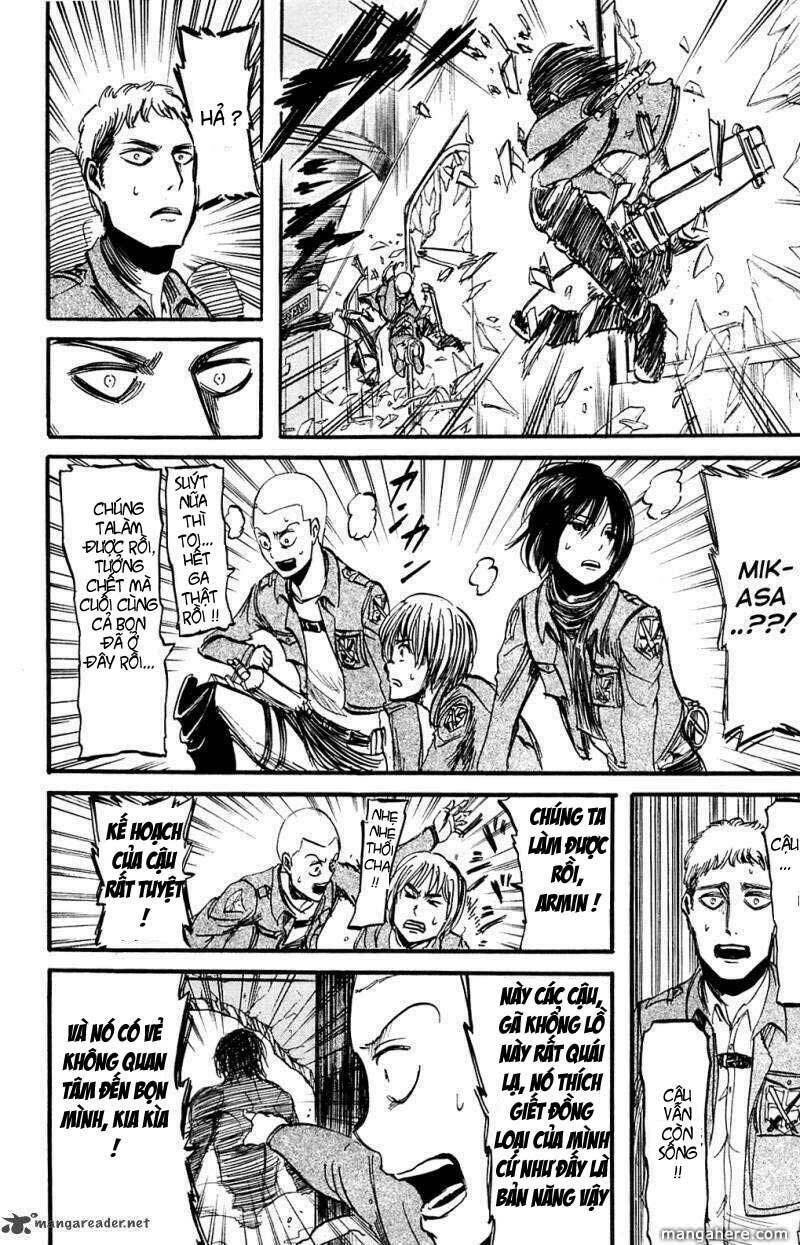 HẢ ?
SUÝT
NỮA
THÌ
TOI...
HẾT
GA
THẬT
RỒI !!
CHÚNG
TALÀM
ĐƯỢC RỒI,
TƯỞNG
CHẾT MÀ
CUỐI CÙNG
CẢ BỌN
ĐÃ Ở
ĐÂY RỒI...
MIK-
ASA
..??!
KẾ HOẠCH
CỦA CẬU
RẤT TUYỆT
!
NHẸ
NHẸ
THÔI
CHA
!!
CHÚNG TA
LÀM ĐƯỢC
RỒI,
ARMIN !
CẬU
...
CẬU
VẪN
CÒN
SỐNG
!!
NÀY CÁC CẬU,
GÃ KHỔNG LỒ
NÀY RẤT QUÁI
LẠ, NÓ THÍCH
GIẾT ĐỒNG
LOẠI CỦA MÌNH
CỨ NHƯ ĐẤY LÀ
BẢN NĂNG VẬY
VÀ NÓ CÓ VẺ
KHÔNG QUAN
TÂM ĐẾN BỌN
MÌNH, KIA KÌA
!
mangareader.net
mangahere.com